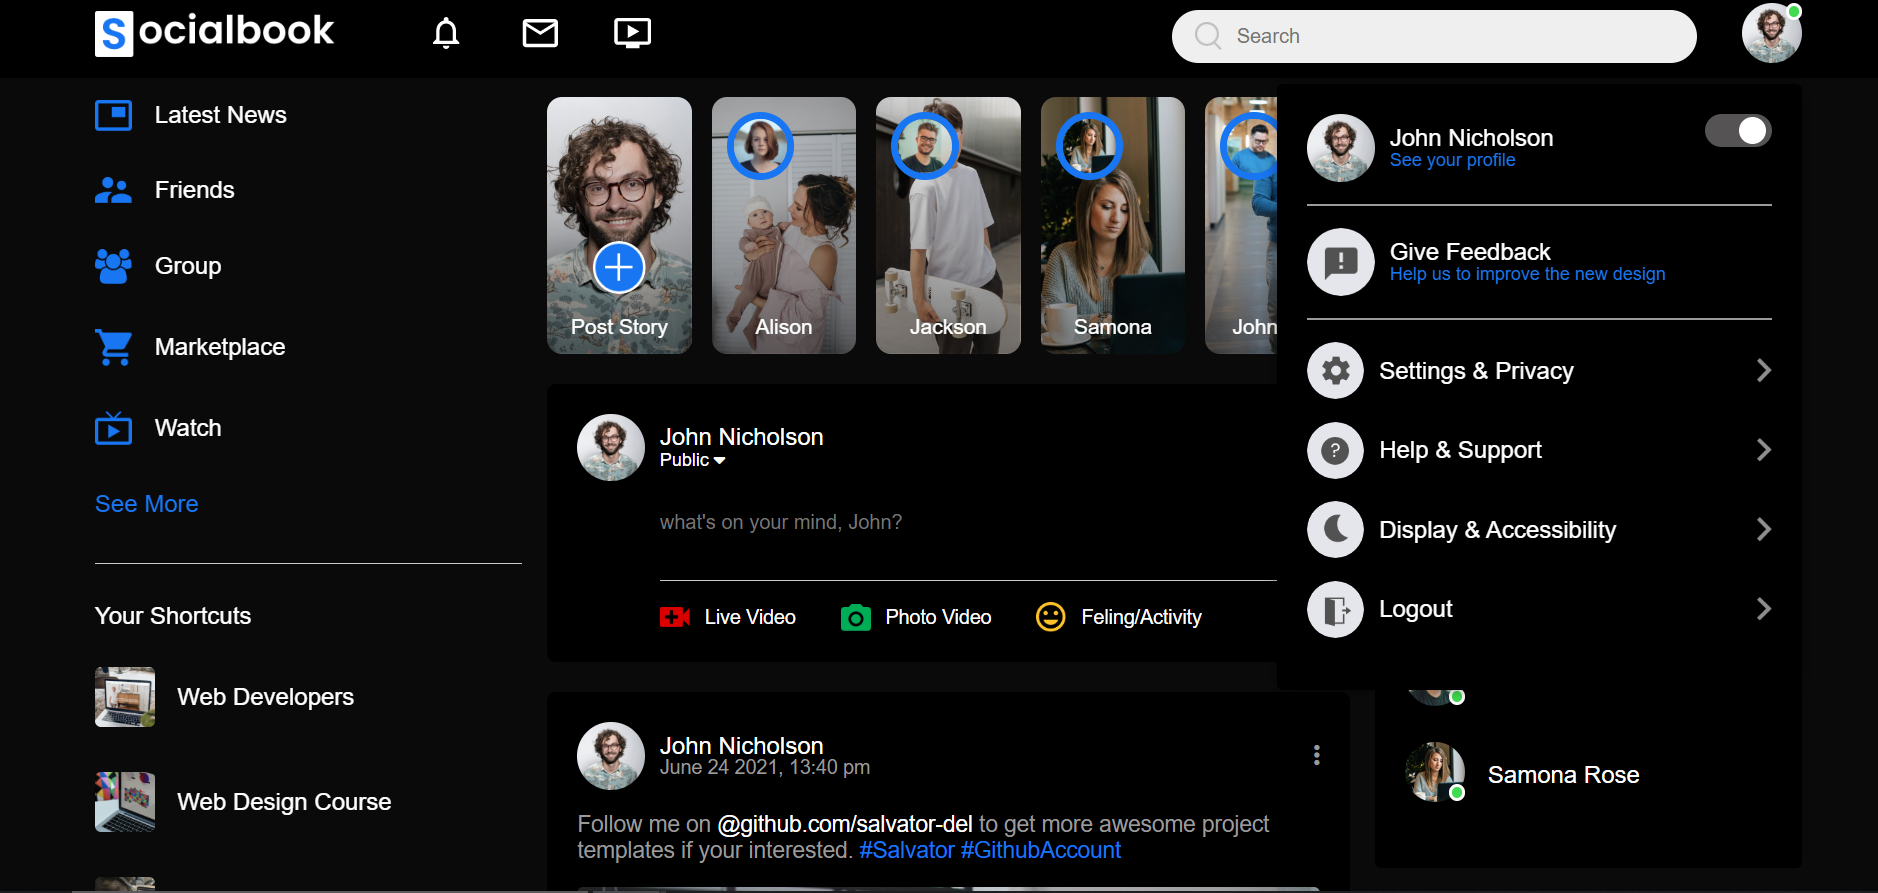 Socialbook
Search
Latest News
Friends
Group
Marketplace
Watch
See More
Your Shortcuts
Web Developers
Web Design Course
Post Story
Alison
Jackson
Samona
John
John Nicholson
Public
what's on your mind, John?
Live Video
Photo Video
Feling/Activity
John Nicholson
June 24 2021, 13:40 pm
Follow me on @github.com/salvator-del to get more awesome project
templates if your interested. #Salvator #GithubAccount
John Nicholson
See your profile
Give Feedback
Help us to improve the new design
Settings & Privacy
Help & Support
Display & Accessibility
Logout
Samona Rose